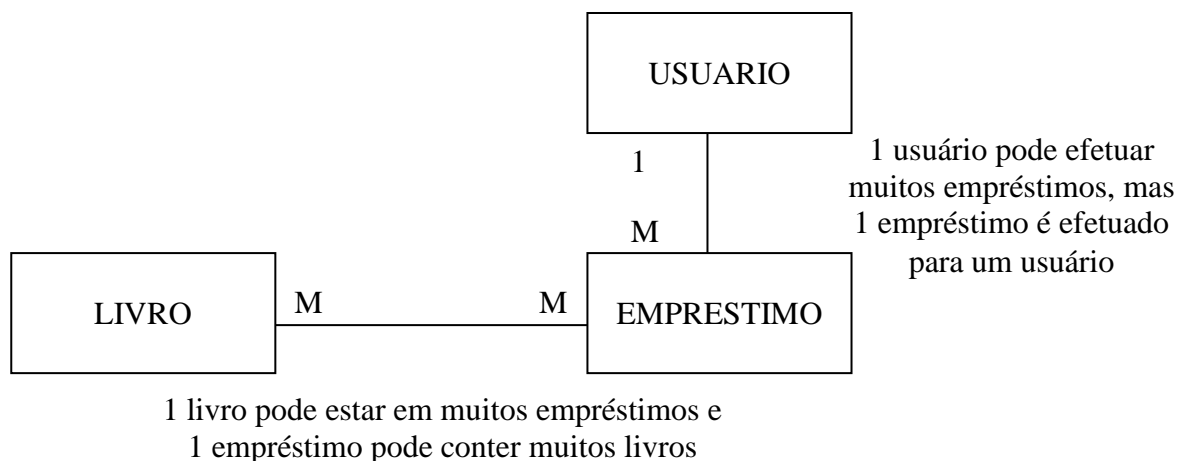 USUARIO
1
1 usuário pode efetuar
muitos empréstimos, mas
1 empréstimo é efetuado
para um usuário
M
LIVRO
M
M
EMPRESTIMO
1 livro pode estar em muitos empréstimos e
1 empréstimo pode conter muitos livros